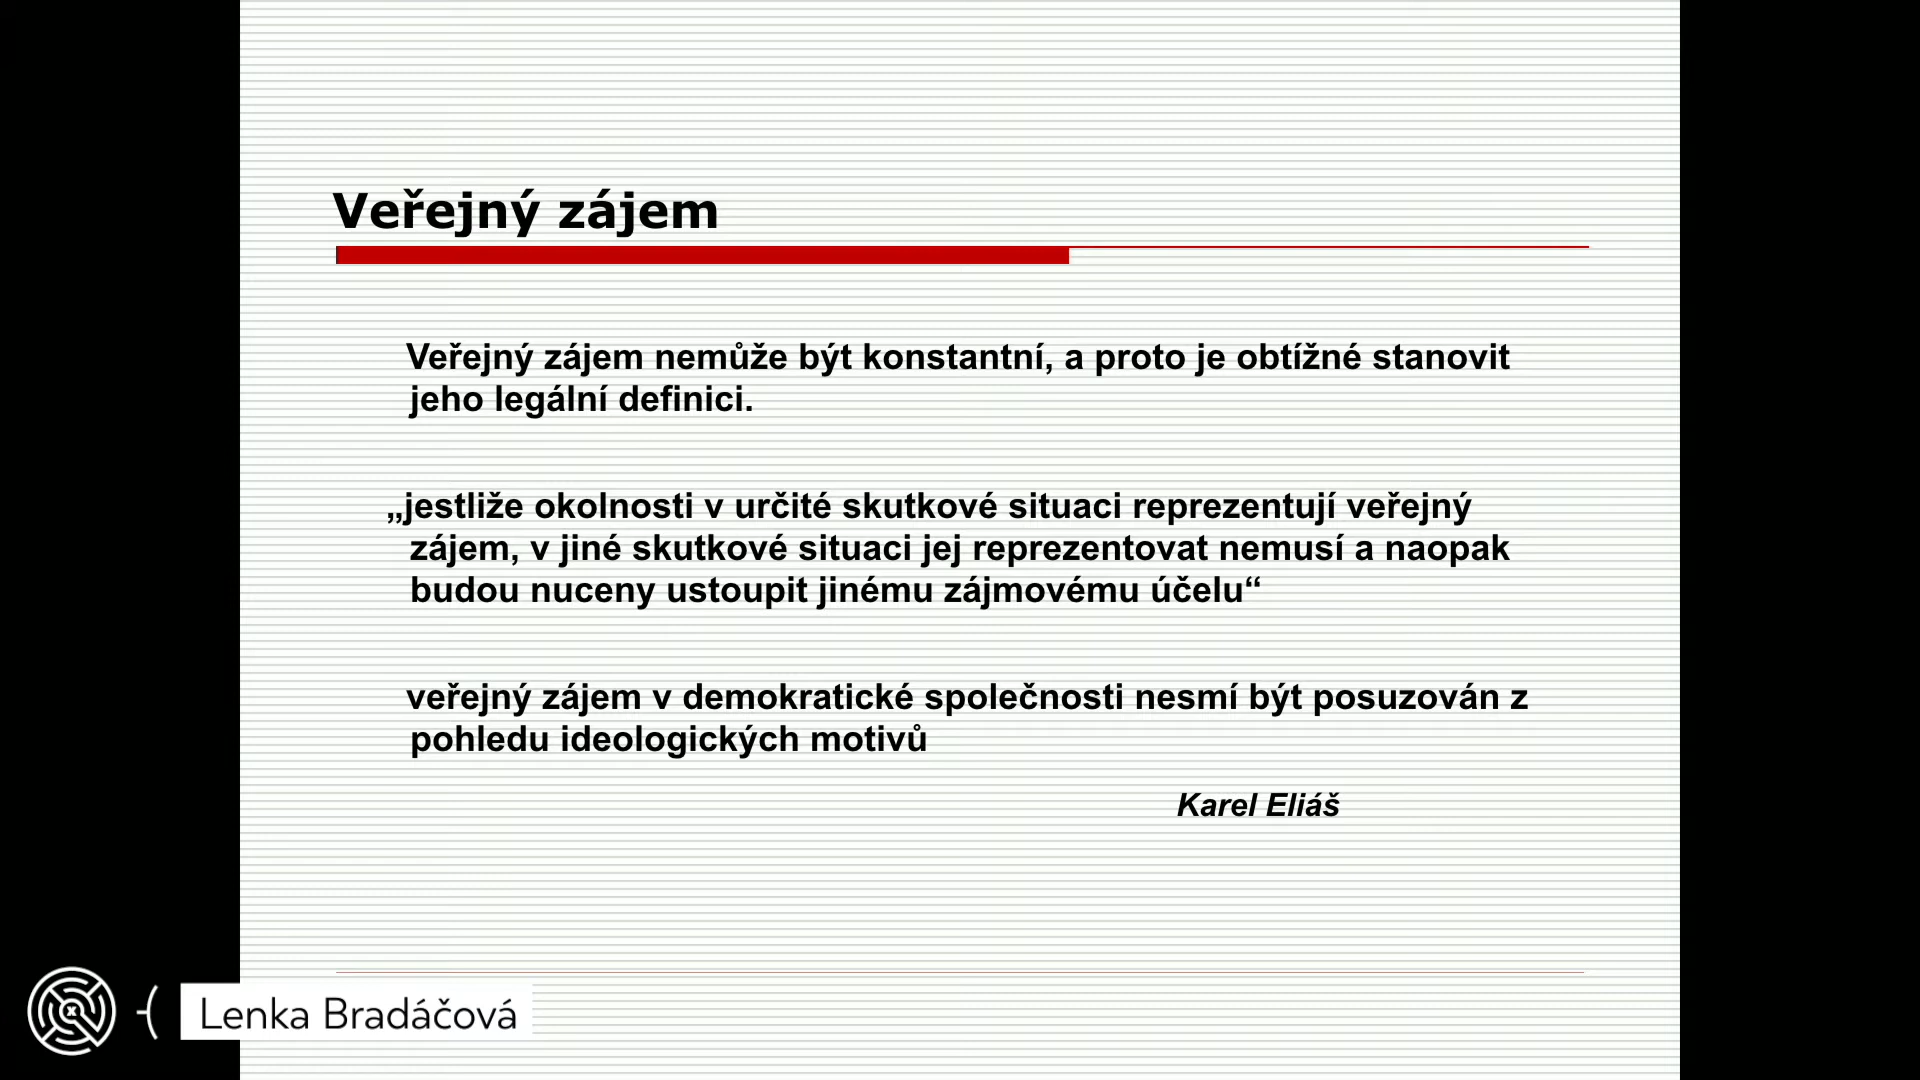 Veřejný zájem
Veřejný zájem nemůže být konstantní, a proto je obtížné stanovit
jeho legální definici.
„jestliže okolnosti v určité skutkové situaci reprezentují veřejný
zájem, v jiné skutkové situaci jej reprezentovat nemusí a naopak
budou nuceny ustoupit jinému zájmovému účelu“
veřejný zájem v demokratické společnosti nesmí být posuzován z
pohledu ideologických motivů
Karel Eliáš
Lenka Bradáčová